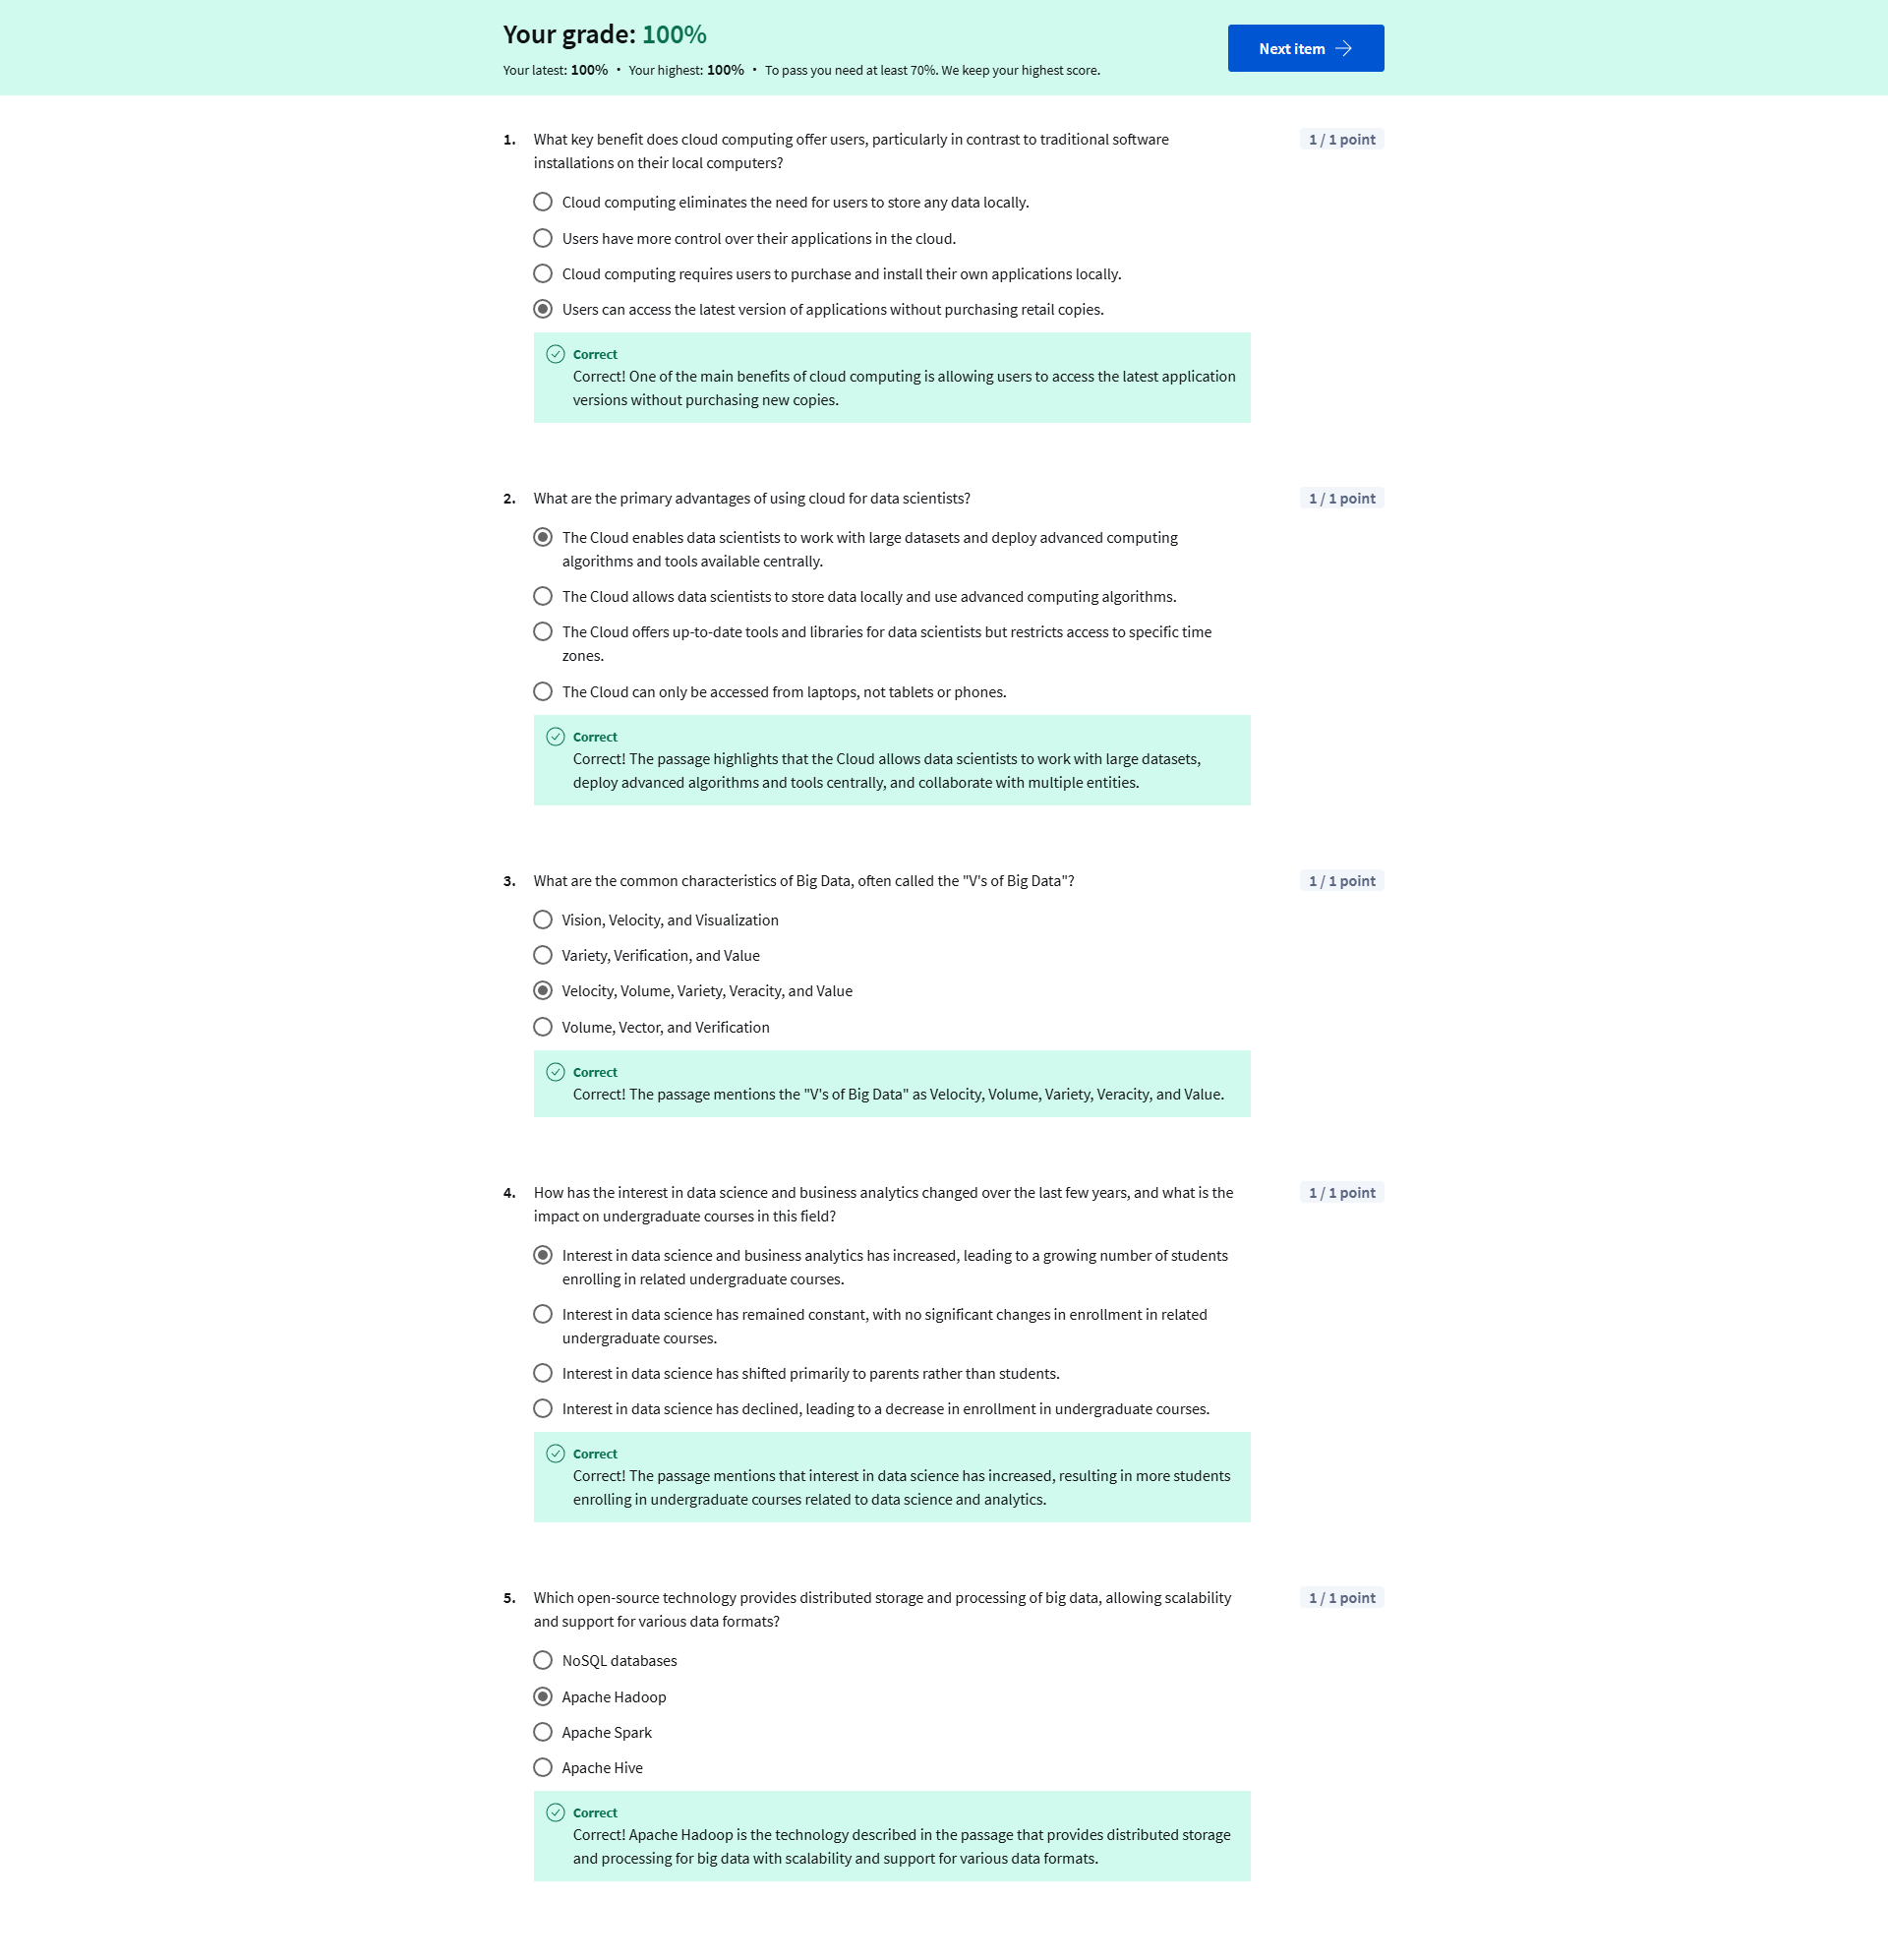 Your grade: 100%
Next item
Your latest: 100% • Your highest: 100% • To pass you need at least 70%. We keep your highest score.
1. What key benefit does cloud computing offer users, particularly in contrast to traditional software
1 / 1 point
installations on their local computers?
Cloud computing eliminates the need for users to store any data locally.
Users have more control over their applications in the cloud.
Cloud computing requires users to purchase and install their own applications locally.
Users can access the latest version of applications without purchasing retail copies.
Correct
Correct! One of the main benefits of cloud computing is allowing users to access the latest application
versions without purchasing new copies.
2. What are the primary advantages of using cloud for data scientists?
1 / 1 point
The Cloud enables data scientists to work with large datasets and deploy advanced computing
algorithms and tools available centrally.
The Cloud allows data scientists to store data locally and use advanced computing algorithms.
The Cloud offers up-to-date tools and libraries for data scientists but restricts access to specific time
zones.
The Cloud can only be accessed from laptops, not tablets or phones.
Correct
Correct! The passage highlights that the Cloud allows data scientists to work with large datasets,
deploy advanced algorithms and tools centrally, and collaborate with multiple entities.
3. What are the common characteristics of Big Data, often called the "V's of Big Data"?
1 / 1 point
Vision, Velocity, and Visualization
Variety, Verification, and Value
Velocity, Volume, Variety, Veracity, and Value
Volume, Vector, and Verification
Correct
Correct! The passage mentions the "V's of Big Data" as Velocity, Volume, Variety, Veracity, and Value.
4. How has the interest in data science and business analytics changed over the last few years, and what is the
1 / 1 point
impact on undergraduate courses in this field?
Interest in data science and business analytics has increased, leading to a growing number of students
enrolling in related undergraduate courses.
Interest in data science has remained constant, with no significant changes in enrollment in related
undergraduate courses.
Interest in data science has shifted primarily to parents rather than students.
Interest in data science has declined, leading to a decrease in enrollment in undergraduate courses.
Correct
Correct! The passage mentions that interest in data science has increased, resulting in more students
enrolling in undergraduate courses related to data science and analytics.
5. Which open-source technology provides distributed storage and processing of big data, allowing scalability
1 / 1 point
and support for various data formats?
NoSQL databases
Apache Hadoop
Apache Spark
Apache Hive
Correct
Correct! Apache Hadoop is the technology described in the passage that provides distributed storage
and processing for big data with scalability and support for various data formats.